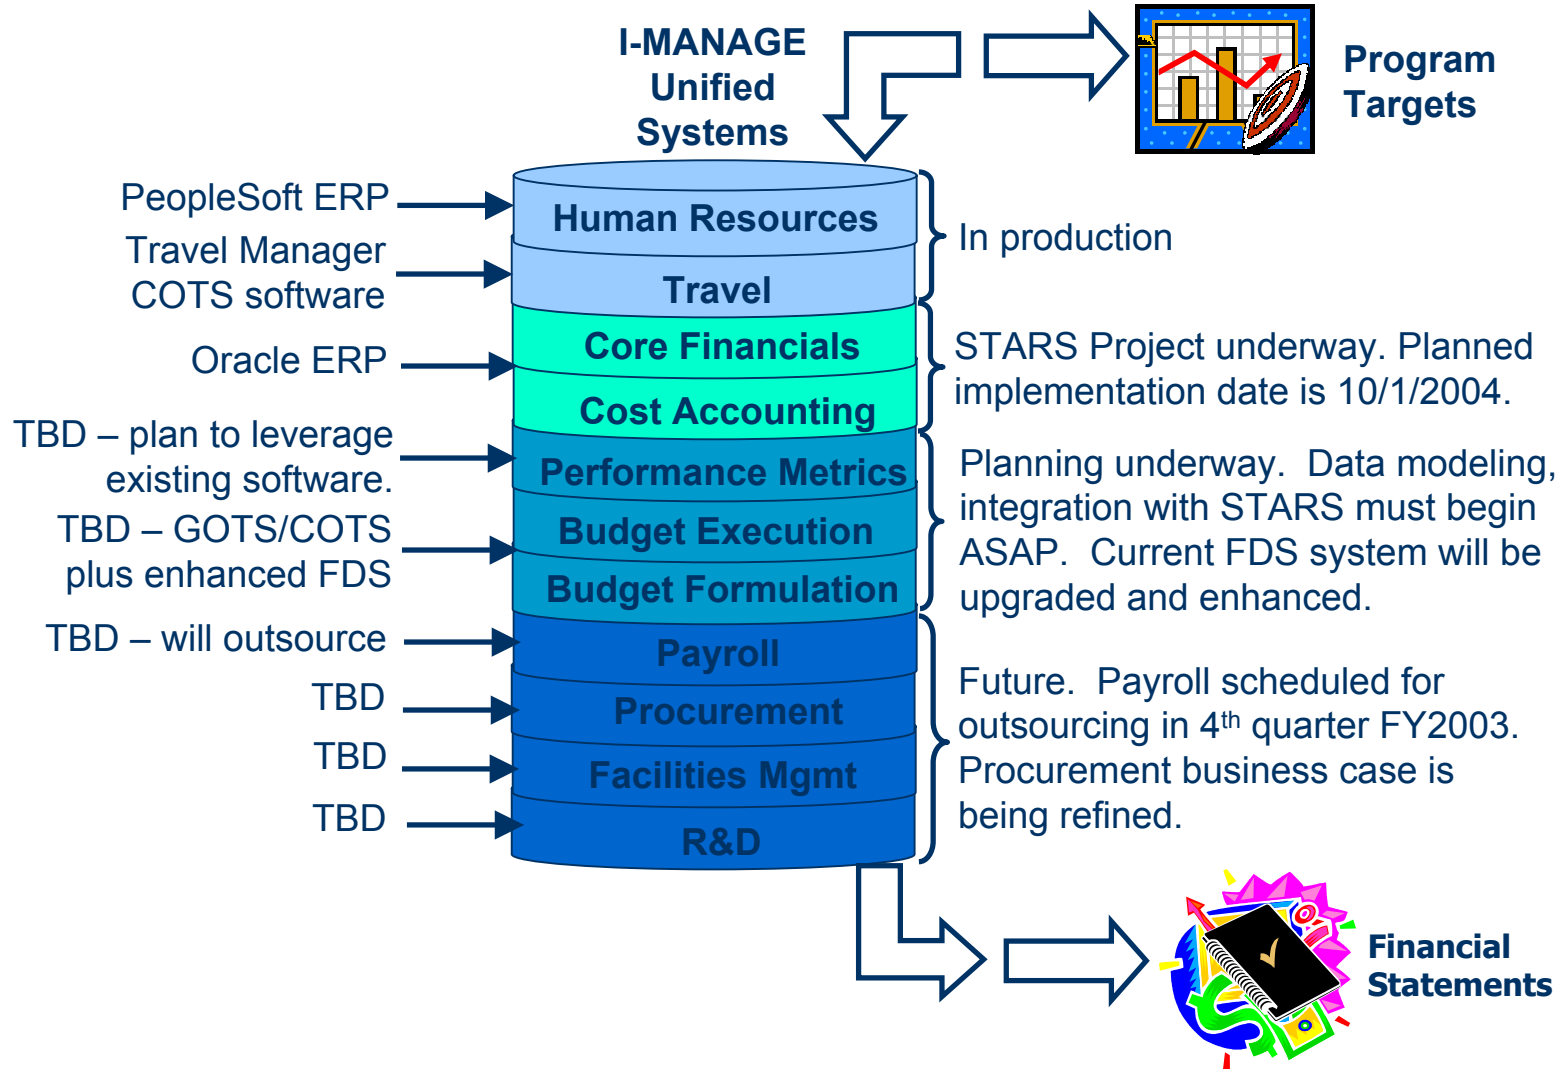 I-MANAGE
Unified
Systems
Program
Targets
PeopleSoft ERP
Travel Manager
COTS software
Oracle ERP
TBD – plan to leverage
existing software.
TBD – GOTS/COTS
plus enhanced FDS
TBD – will outsource
TBD
TBD
TBD
Human Resources
Travel
Core Financials
Cost Accounting
Performance Metrics
Budget Execution
Budget Formulation
Payroll
Procurement
Facilities Mgmt
R&D
In production
STARS Project underway. Planned
implementation date is 10/1/2004.
Planning underway.  Data modeling,
integration with STARS must begin
ASAP.  Current FDS system will be
upgraded and enhanced.
Future.  Payroll scheduled for
outsourcing in 4th quarter FY2003.
Procurement business case is
being refined.
Financial
Statements